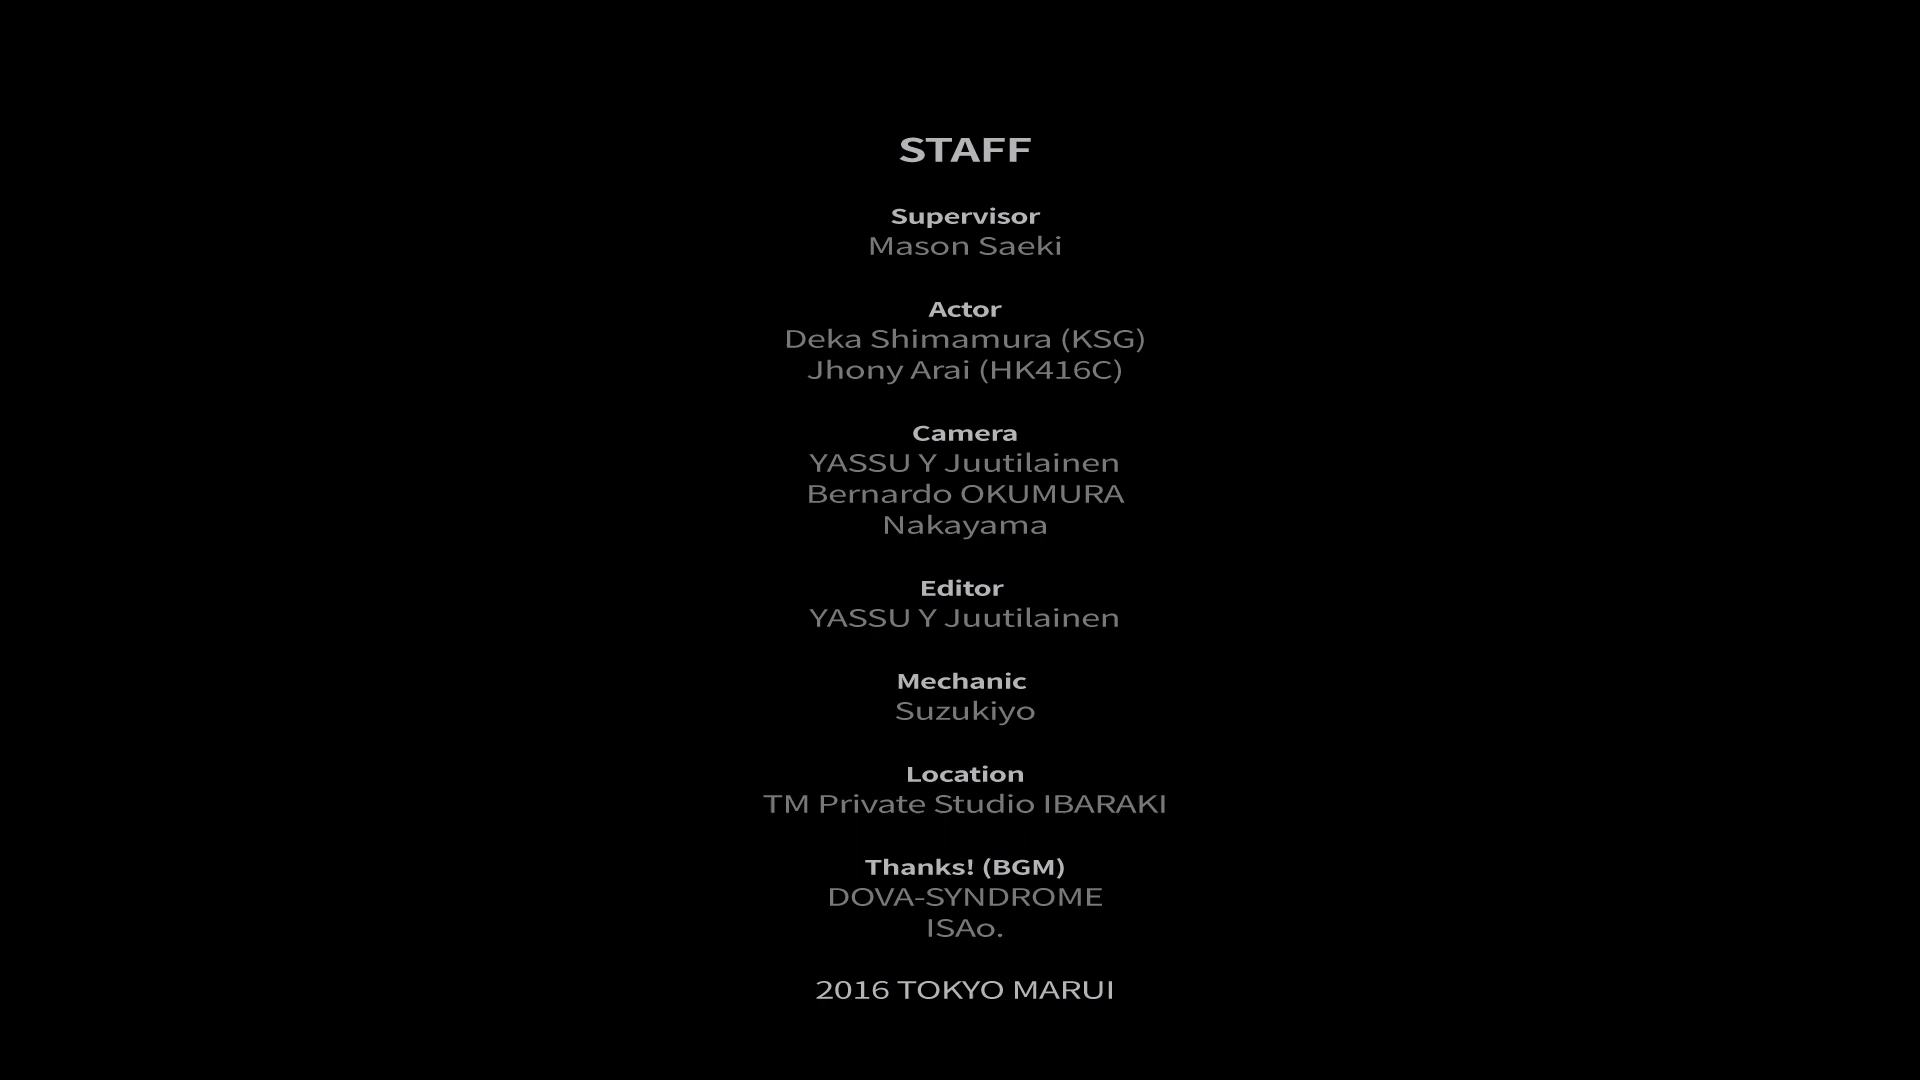 STAFF
Supervisor
Mason Saeki
Actor
Deka Shimamura (KSG)
Jhony Arai (HK416C)
Camera
YASSU Y Juutilainen
Bernardo OKUMURA
Nakayama
Editor
YASSU Y Juutilainen
Mechanic
Suzukiyo
Location
TM Private Studio IBARAKI
Thanks! (BGM)
DOVA-SYNDROME
ISAo.
2016 TOKYO MARUI